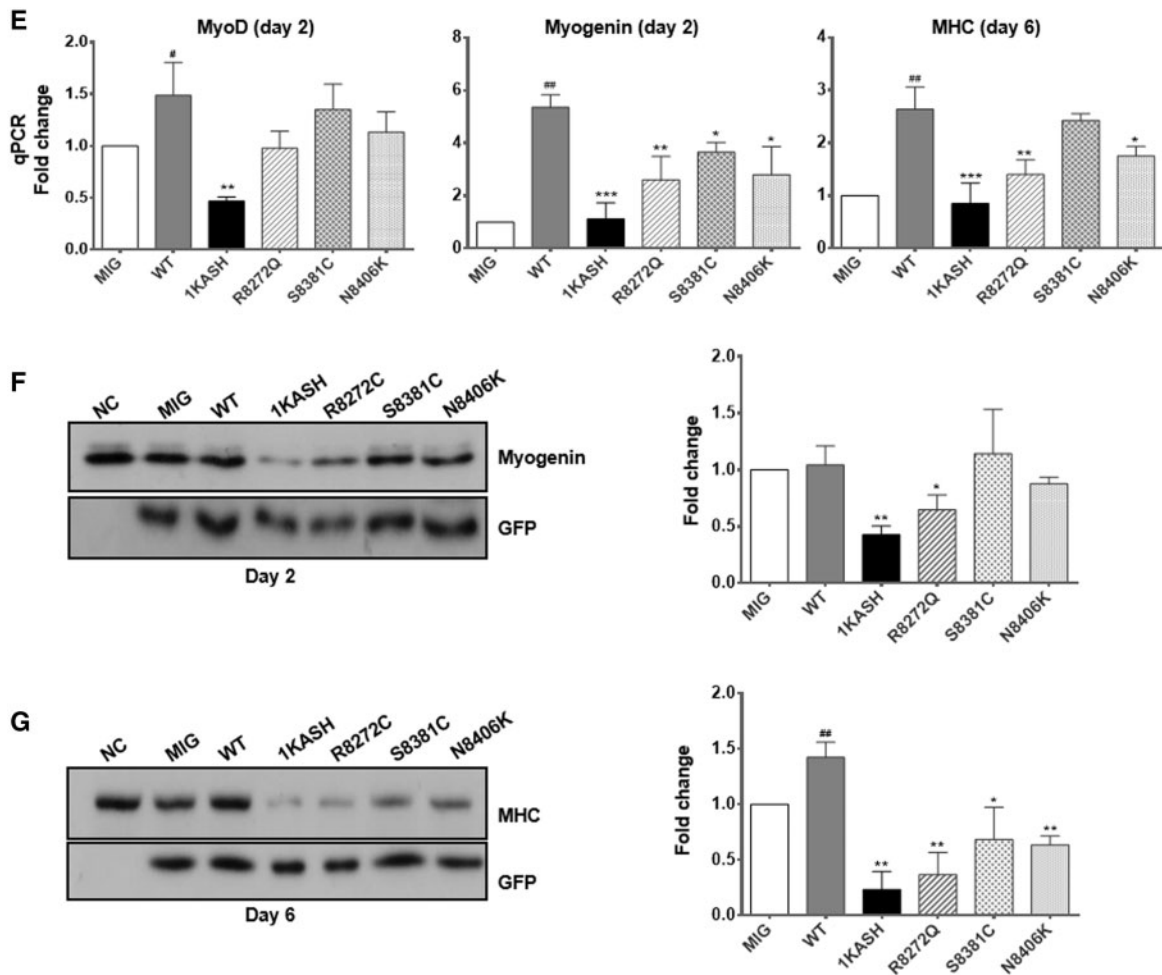 E
MyoD (day 2)
Myogenin (day 2)
MHC (day 6)
qPCR
Fold change
2.0
1.5
1.0
0.5
0.0
#
**
MIG
WT
1KASH
R8272Q
S8381C
N8406K
8
6
4
2
0
##
***
**
*
*
MIG
WT
1KASH
R8272Q
S8381C
N8406K
4
3
2
1
0
##
***
**
*
MIG
WT
1KASH
R8272Q
S8381C
N8406K
F
NC
MIG
WT
1KASH
R8272C
S8381C
N8406K
Myogenin
GFP
Day 2
Fold change
2.0
1.5
1.0
0.5
0.0
**
*
MIG
WT
1KASH
R8272Q
S8381C
N8406K
G
NC
MIG
WT
1KASH
R8272C
S8381C
N8406K
MHC
GFP
Day 6
Fold change
2.0
1.5
1.0
0.5
0.0
##
**
**
*
**
MIG
WT
1KASH
R8272Q
S8381C
N8406K